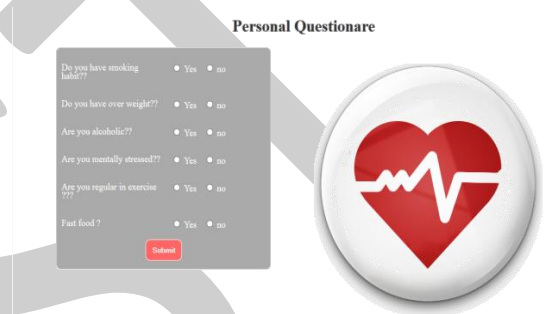 Personal Questionare
Do you have smoking
habit??
Yes no
Do you have over weight??
Yes no
Are you alcoholic??
Yes no
Are you mentally stressed??
Yes no
Are you regular in exercise
???
Yes no
Fast food ?
Yes no
Submit